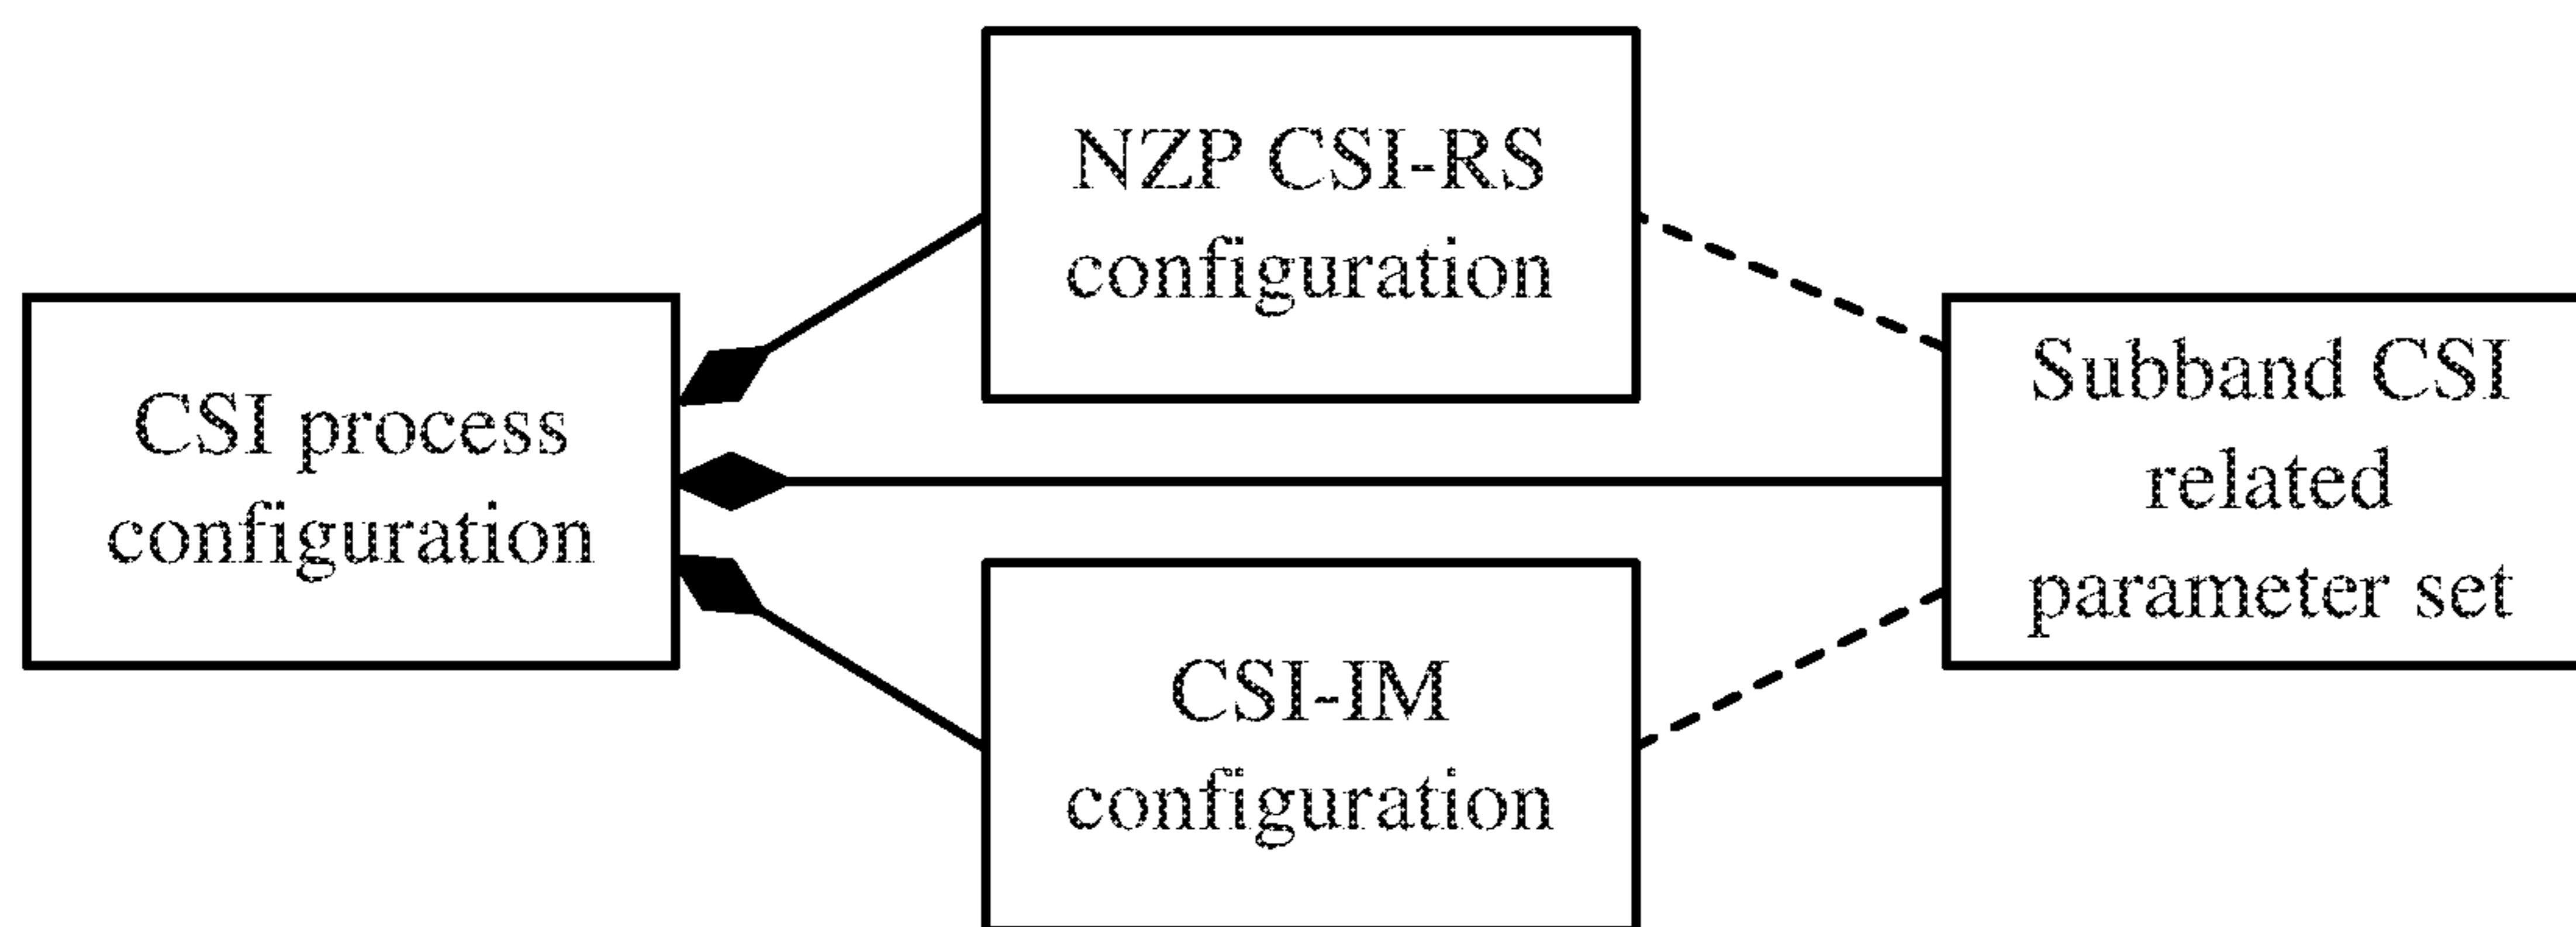 NZP CSI-RS
configuration
CSI process
configuration
Subband CSI
related
parameter set
CSI-IM
configuration